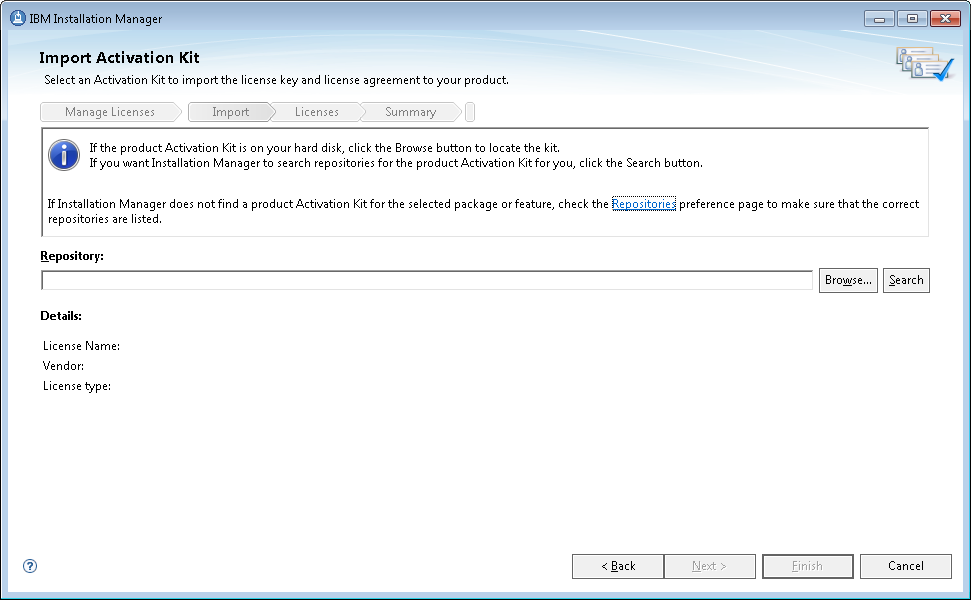 IBM Installation Manager
Import Activation Kit
Select an Activation Kit to import the license key and license agreement to your product.
Manage Licenses
Import
Licenses
Summary
If the product Activation Kit is on your hard disk, click the Browse button to locate the kit.
If you want Installation Manager to search repositories for the product Activation Kit for you, click the Search button.
If Installation Manager does not find a product Activation Kit for the selected package or feature, check the Repositories preference page to make sure that the correct
repositories are listed.
Repository:
Browse...
Search
Details:
License Name:
Vendor:
License type:
?
< Back
Next >
Finish
Cancel